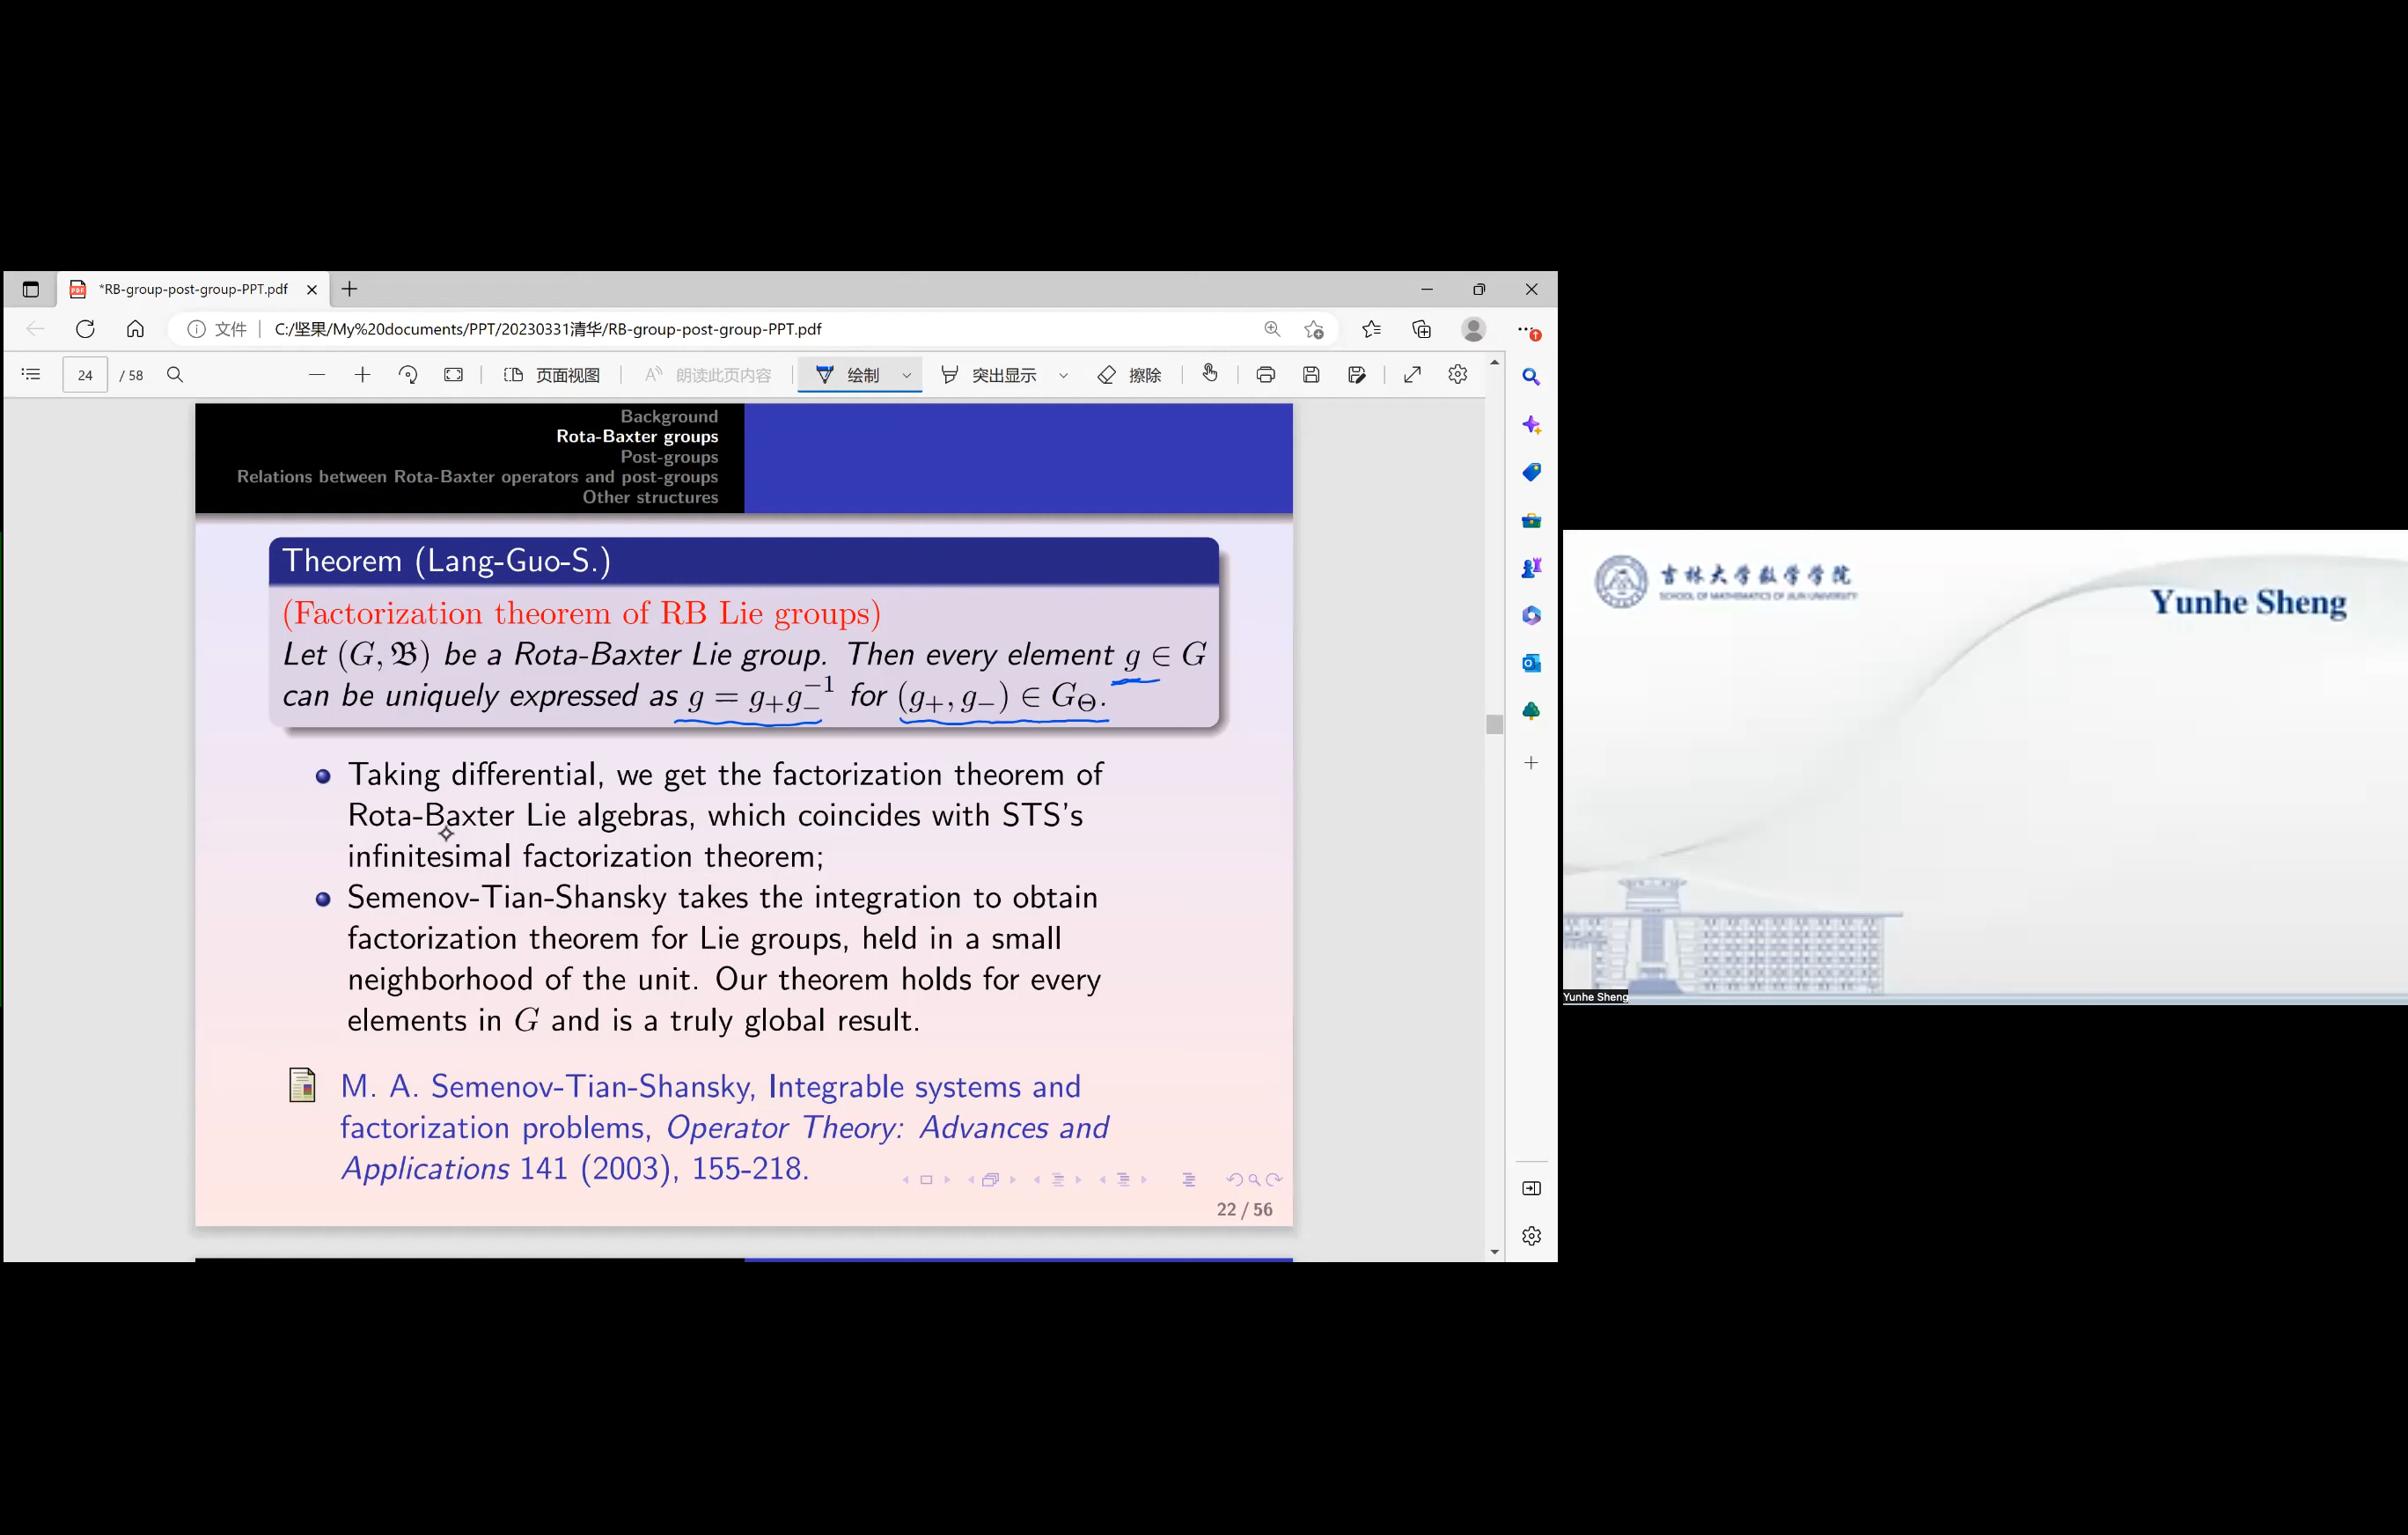 *RB-group-post-group-PPT.pdf
文件 C:/坚果/My%20documents/PPT/20230331清华/RB-group-post-group-PPT.pdf
24 / 58 页面视图 朗读此页内容 绘制 突出显示 擦除
Background
Rota-Baxter groups
Post-groups
Relations between Rota-Baxter operators and post-groups
Other structures
Theorem (Lang-Guo-S.)
(Factorization theorem of RB Lie groups)
Let (G, 𝔅) be a Rota-Baxter Lie group. Then every element g ∈ G
can be uniquely expressed as g = g₊g₋⁻¹ for (g₊, g₋) ∈ G_Θ.
Taking differential, we get the factorization theorem of
Rota-Baxter Lie algebras, which coincides with STS's
infinitesimal factorization theorem;
Semenov-Tian-Shansky takes the integration to obtain
factorization theorem for Lie groups, held in a small
neighborhood of the unit. Our theorem holds for every
elements in G and is a truly global result.
M. A. Semenov-Tian-Shansky, Integrable systems and
factorization problems, Operator Theory: Advances and
Applications 141 (2003), 155-218.
22 / 56
吉林大学数学学院
SCHOOL OF MATHEMATICS OF JILIN UNIVERSITY
Yunhe Sheng
Yunhe Sheng